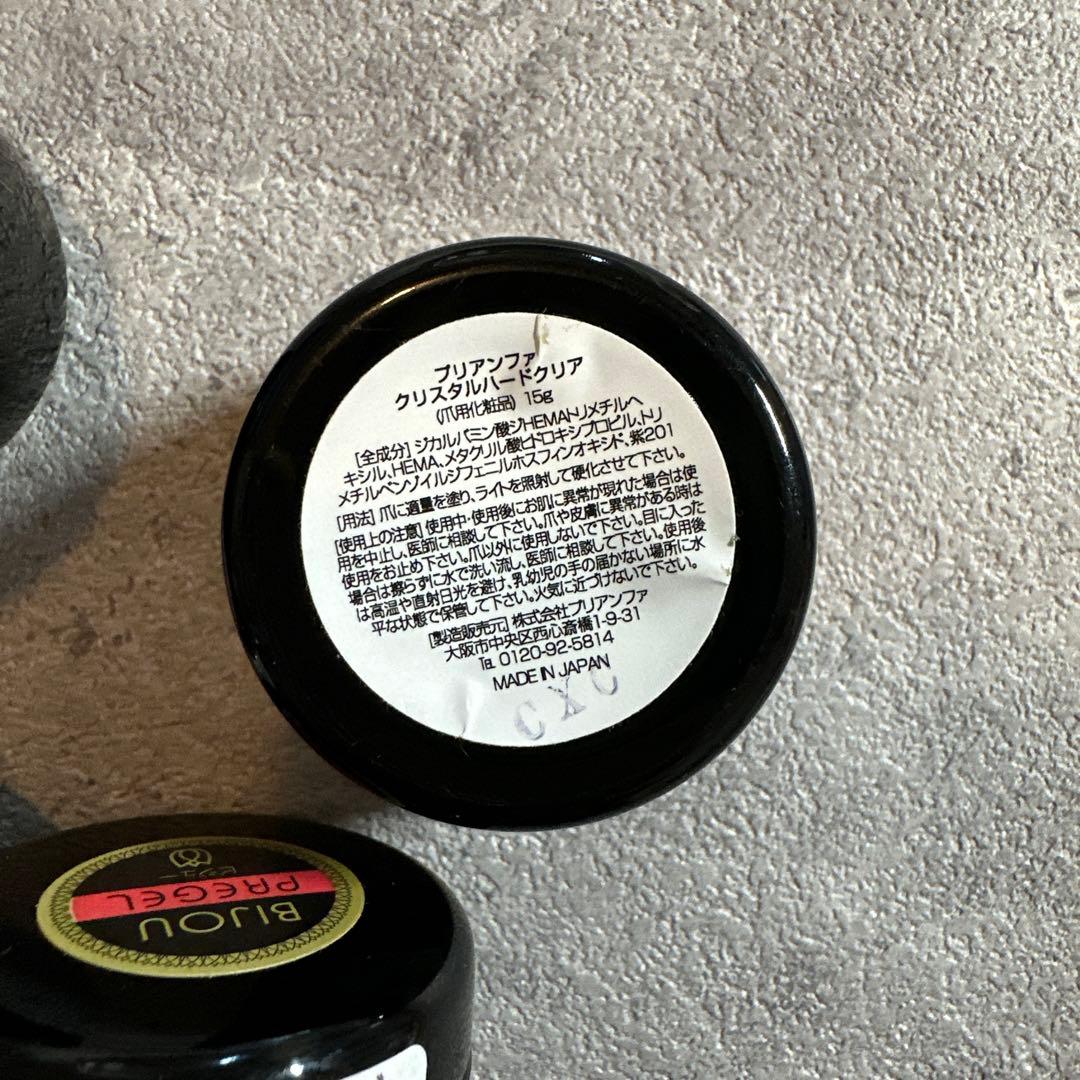 プリアンファ
クリスタルハードクリア
(爪用化粧品) 15g
[全成分] ジカルバミン酸ジHEMAトリメチルヘ
キシル、HEMA、メタクリル酸ヒドロキシプロピル、トリ
メチルベンゾイルジフェニルホスフィンオキシド、紫201
[用法] 爪に適量を塗り、ライトを照射して硬化させて下さい。
[使用上の注意] 使用中・使用後にお肌に異常が現れた場合は使
用を中止し、医師に相談して下さい。爪や皮膚に異常がある時は
使用をお止め下さい。爪以外に使用しないで下さい。目に入った
場合は擦らずに水で洗い流し、医師に相談して下さい。使用後
は高温や直射日光を避け、乳幼児の手の届かない場所に水
平な状態で保管して下さい。火気に近づけないで下さい。
[製造販売元] 株式会社プリアンファ
大阪市中央区西心斎橋1-9-31
℡ 0120-92-5814
MADE IN JAPAN
CXC
BIJOU
PREGEL
ビジュー